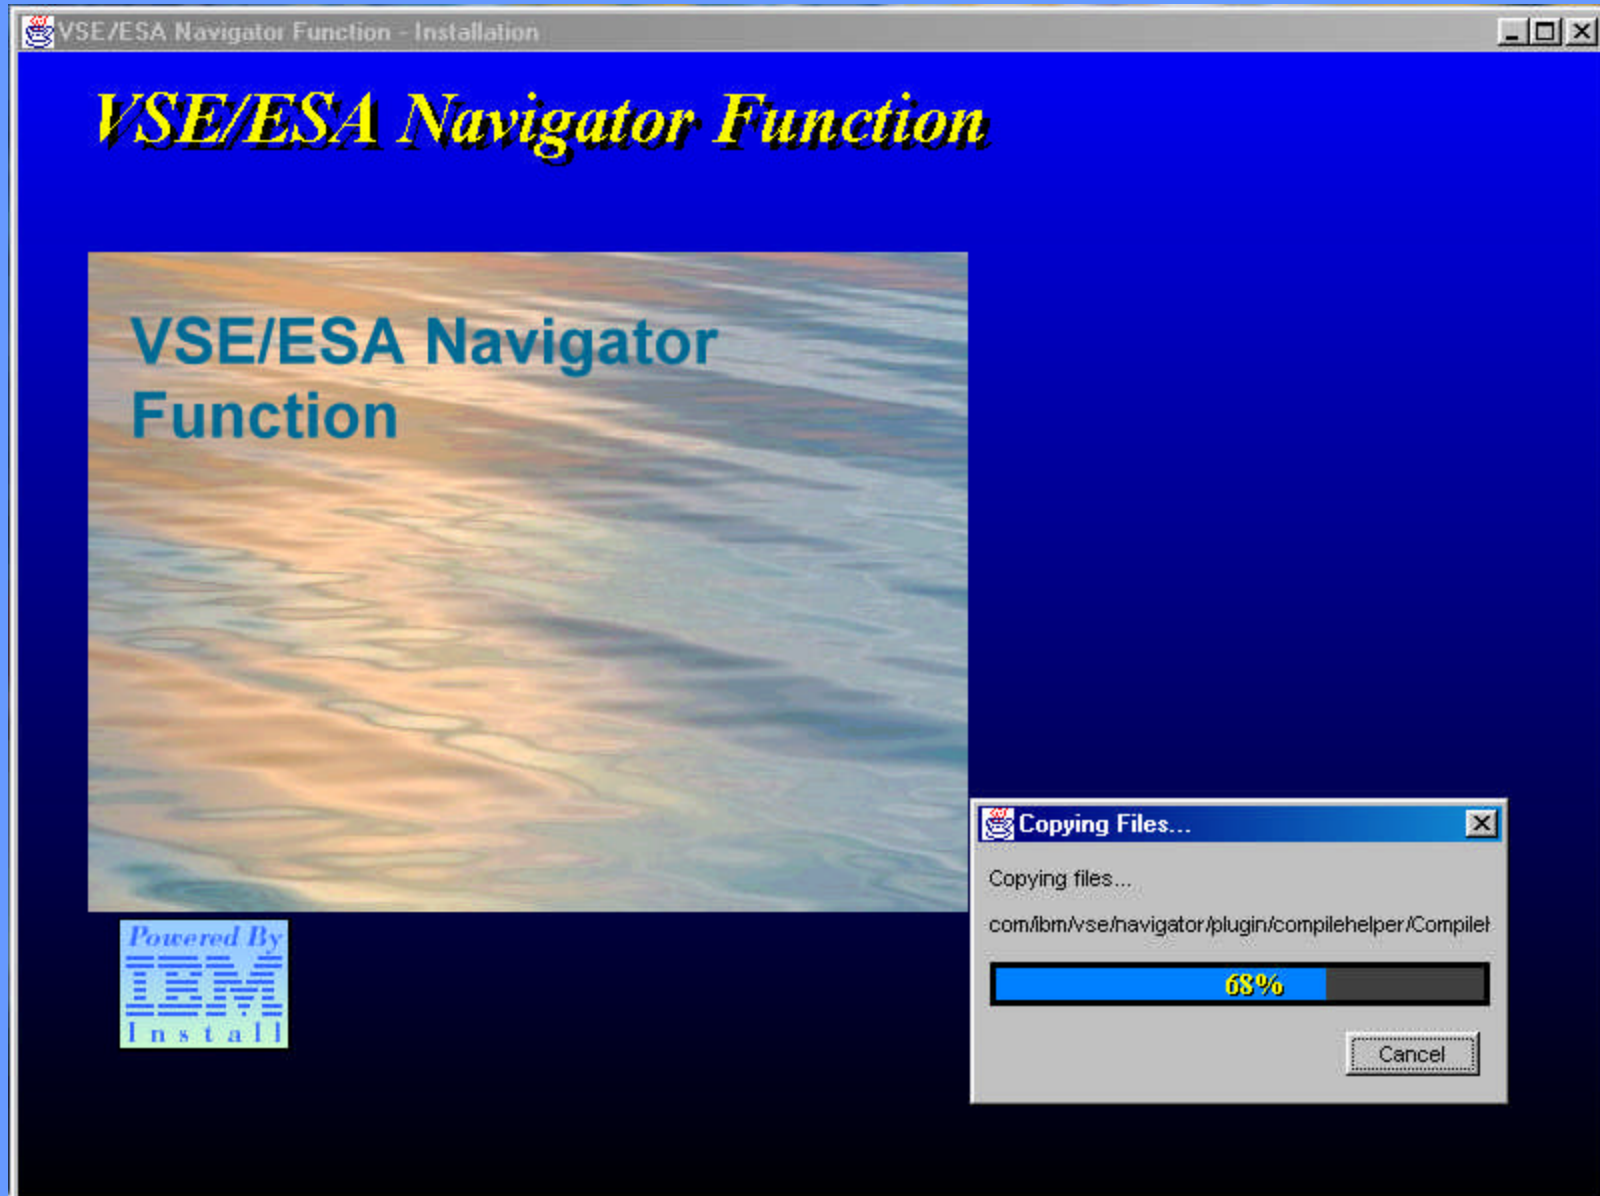 VSE/ESA Navigator Function - Installation
VSE/ESA Navigator Function
VSE/ESA Navigator
Function
Powered By
IBM
Install
Copying Files...
Copying files...
com/ibm/vse/navigator/plugin/compilehelper/Compile
68%
Cancel